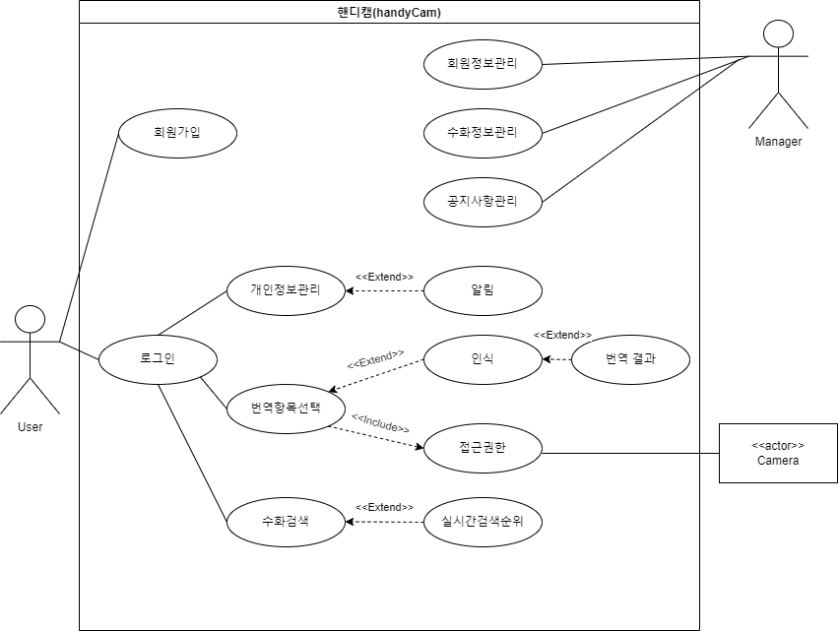 핸디캠(handyCam)
회원정보관리
회원가입
수화정보관리
Manager
공지사항관리
개인정보관리
<<Extend>>
알림
로그인
<<Extend>>
인식
<<Extend>>
번역 결과
User
번역항목선택
<<Include>>
접근권한
<<actor>>
Camera
수화검색
<<Extend>>
실시간검색순위